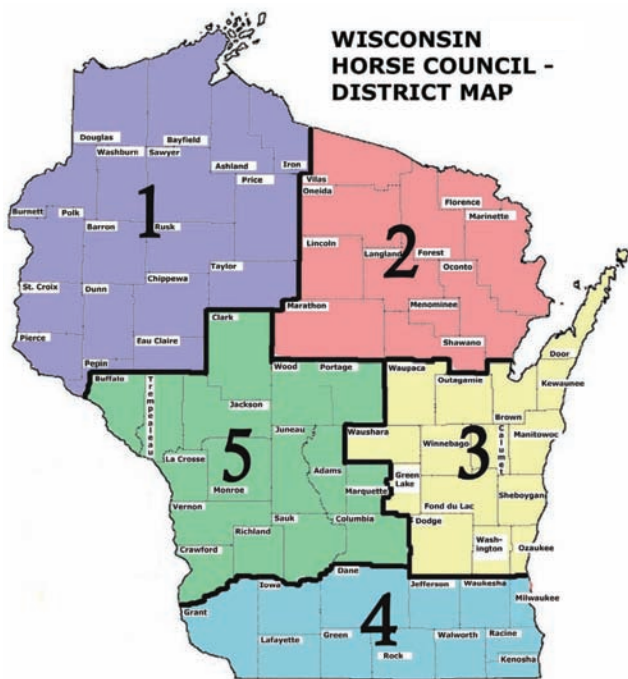 WISCONSIN
HORSE COUNCIL -
DISTRICT MAP
Douglas
Bayfield
Washburn
Sawyer
Ashland
Iron
Price
Burnett
Polk
1
Barron
Rusk
Taylor
Chippewa
St. Croix
Dunn
Eau Claire
Pierce
Pepin
Vilas
Oneida
Florence
Marinette
Lincoln
Langland
Forest
2
Oconto
Marathon
Menominee
Shawano
Door
Kewaunee
Waupaca
Outagamie
Brown
Waushara
Winnebago
Calumet
Manitowoc
3
Green
Lake
Sheboygan
Fond du Lac
Dodge
Wash-
ington
Ozaukee
Clark
Wood
Portage
Buffalo
Trempealeau
Jackson
Juneau
La Crosse
5
Adams
Monroe
Marquette
Vernon
Sauk
Columbia
Richland
Crawford
Grant
Iowa
Dane
Jefferson
Waukesha
Milwaukee
4
Lafayette
Green
Rock
Walworth
Racine
Kenosha